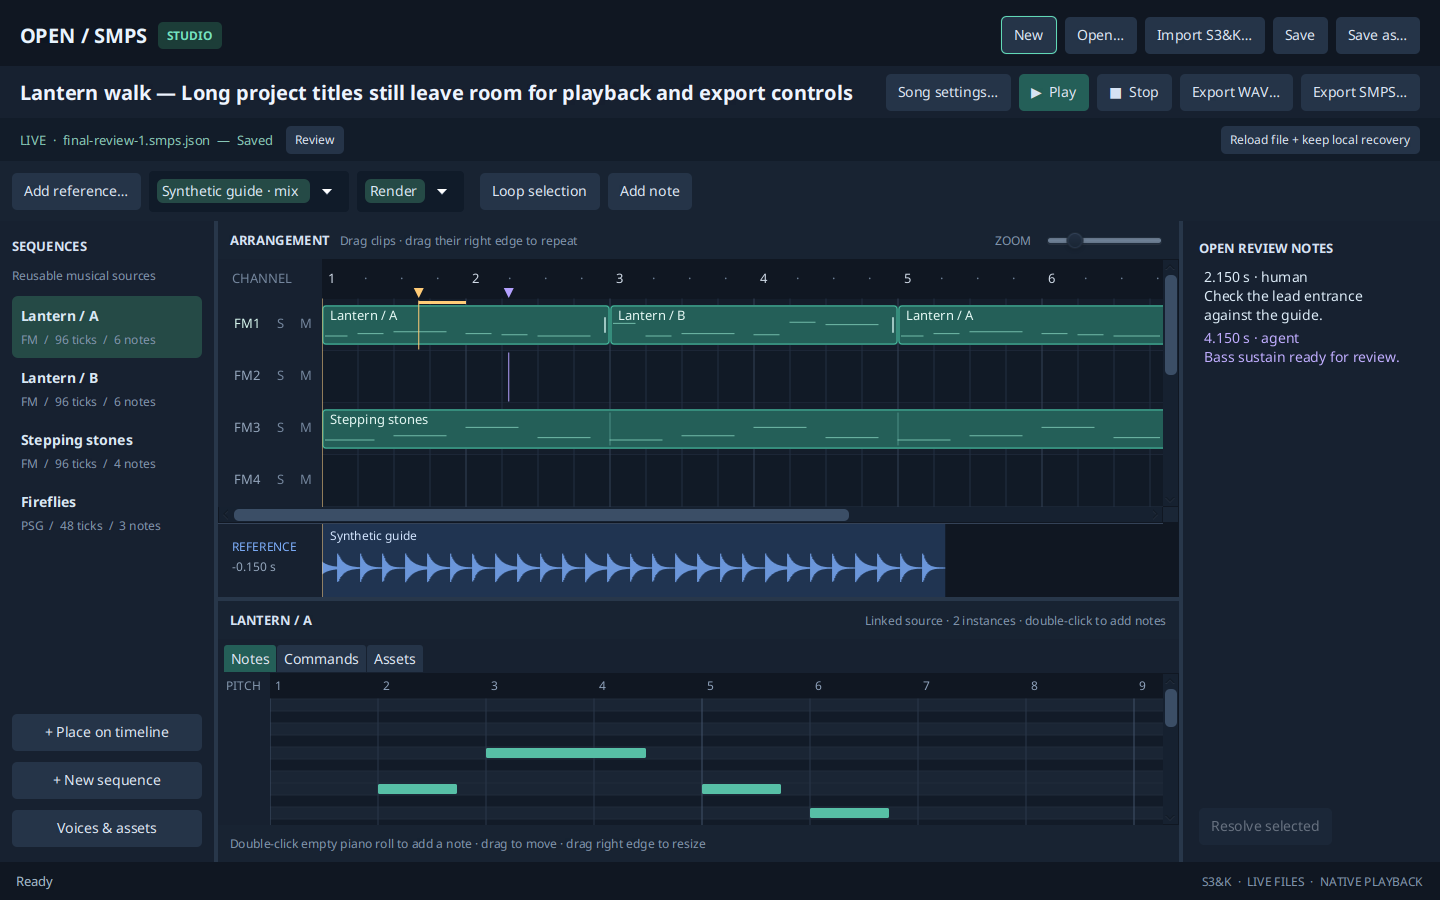 OPEN / SMPS STUDIO New Open... Import S3&K... Save Save as...
Lantern walk — Long project titles still leave room for playback and export controls Song settings... ▶ Play ■ Stop Export WAV... Export SMPS...
LIVE · final-review-1.smps.json — Saved Review Reload file + keep local recovery
Add reference... Synthetic guide · mix Render Loop selection Add note
SEQUENCES
Reusable musical sources
Lantern / A
FM / 96 ticks / 6 notes
Lantern / B
FM / 96 ticks / 6 notes
Stepping stones
FM / 96 ticks / 4 notes
Fireflies
PSG / 48 ticks / 3 notes
+ Place on timeline
+ New sequence
Voices & assets
ARRANGEMENT Drag clips · drag their right edge to repeat ZOOM
CHANNEL 1 2 3 4 5 6
FM1 S M Lantern / A Lantern / B Lantern / A
FM2 S M
FM3 S M Stepping stones
FM4 S M
REFERENCE
-0.150 s
Synthetic guide
LANTERN / A Linked source · 2 instances · double-click to add notes
Notes Commands Assets
PITCH 1 2 3 4 5 6 7 8 9
Double-click empty piano roll to add a note · drag to move · drag right edge to resize
OPEN REVIEW NOTES
2.150 s · human
Check the lead entrance
against the guide.
4.150 s · agent
Bass sustain ready for review.
Resolve selected
Ready S3&K · LIVE FILES · NATIVE PLAYBACK